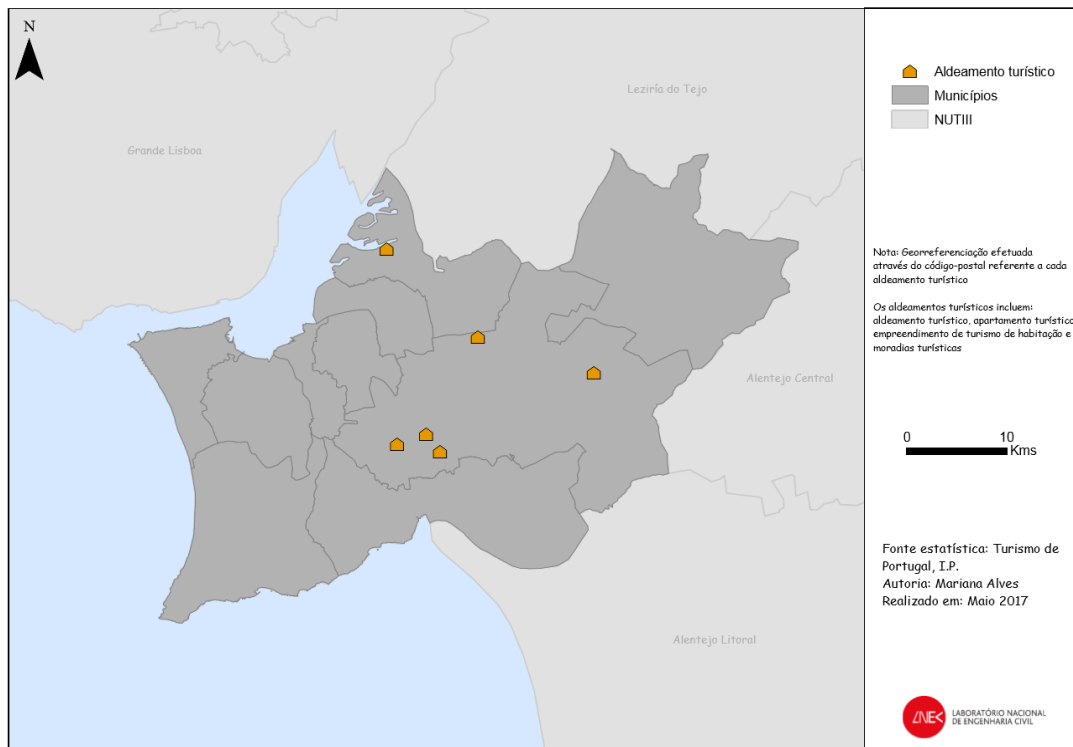 N
Grande Lisboa
Leziría do Tejo
Alentejo Central
Alentejo Litoral
Aldeamento turístico
Municípios
NUTIII
Nota: Georreferenciação efetuada
através do código-postal referente a cada
aldeamento turístico
Os aldeamentos turísticos incluem:
aldeamento turístico, apartamento turístico
empreendimento de turismo de habitação e
moradias turísticas
0 10
Kms
Fonte estatística: Turismo de
Portugal, I.P.
Autoria: Mariana Alves
Realizado em: Maio 2017
LNEC
LABORATÓRIO NACIONAL
DE ENGENHARIA CIVIL